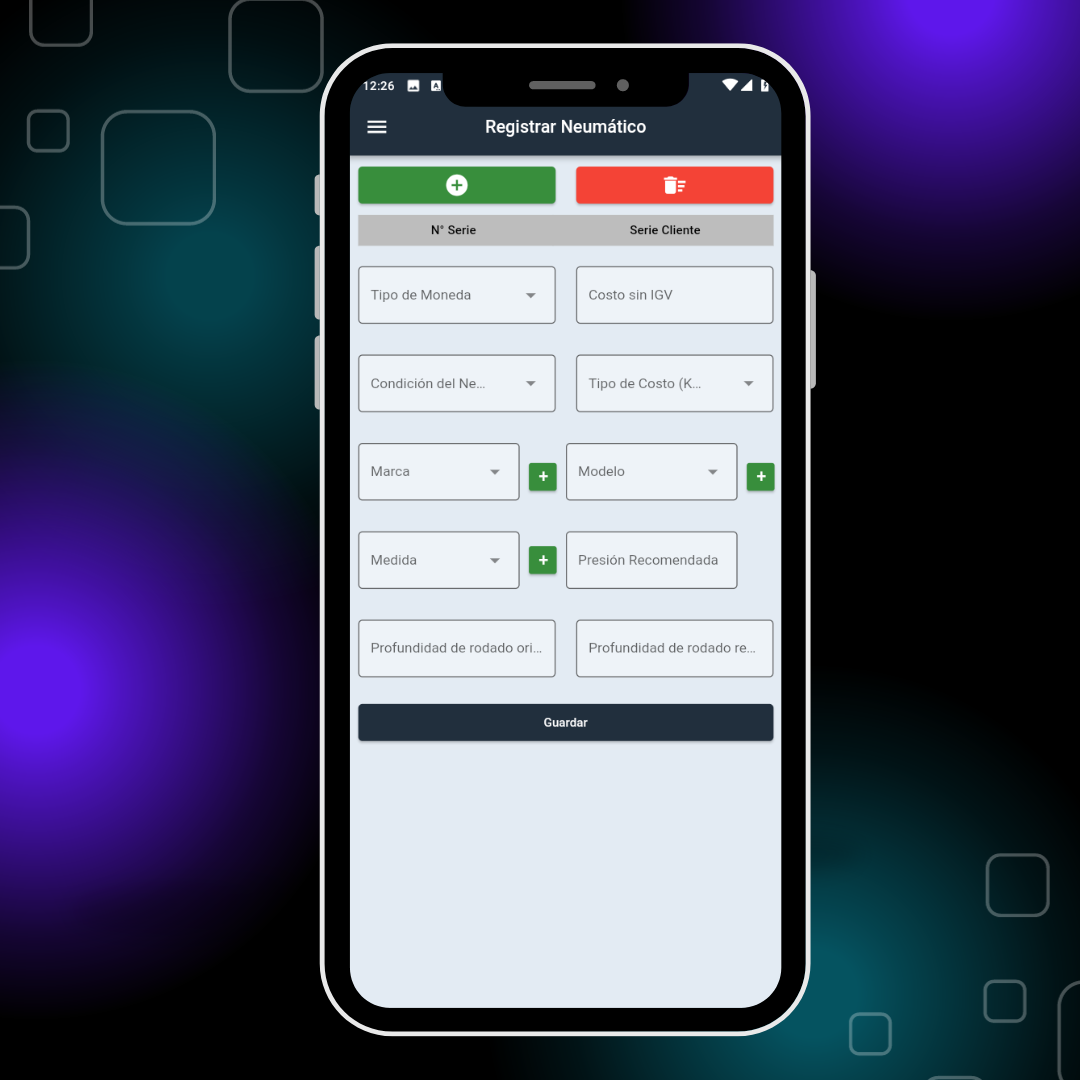 12:26
Registrar Neumático
N° Serie
Serie Cliente
Tipo de Moneda
Costo sin IGV
Condición del Ne...
Tipo de Costo (K...
Marca
+
Modelo
+
Medida
+
Presión Recomendada
Profundidad de rodado ori...
Profundidad de rodado re...
Guardar